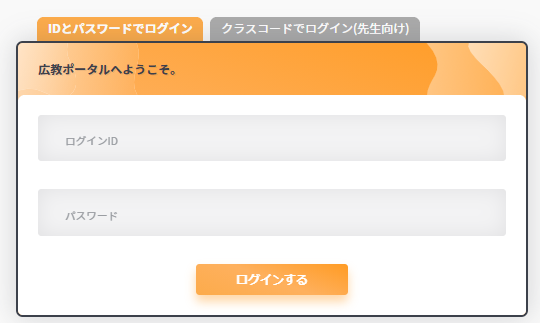 IDとパスワードでログイン
クラスコードでログイン(先生向け)
広教ポータルへようこそ。
ログインID
パスワード
ログインする